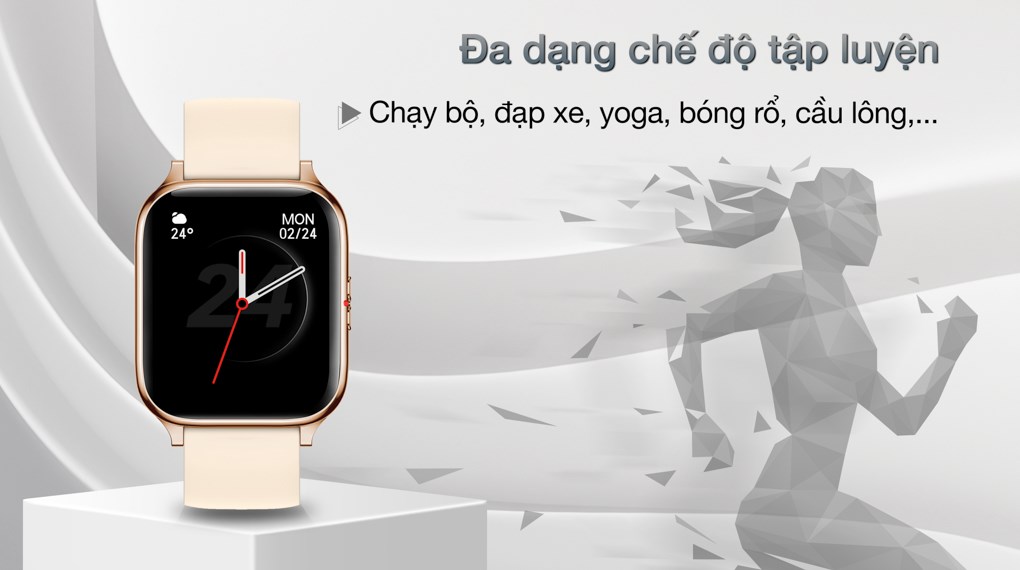 Đa dạng chế độ tập luyện
Chạy bộ, đạp xe, yoga, bóng rổ, cầu lông,...
24° MON
02/24
24